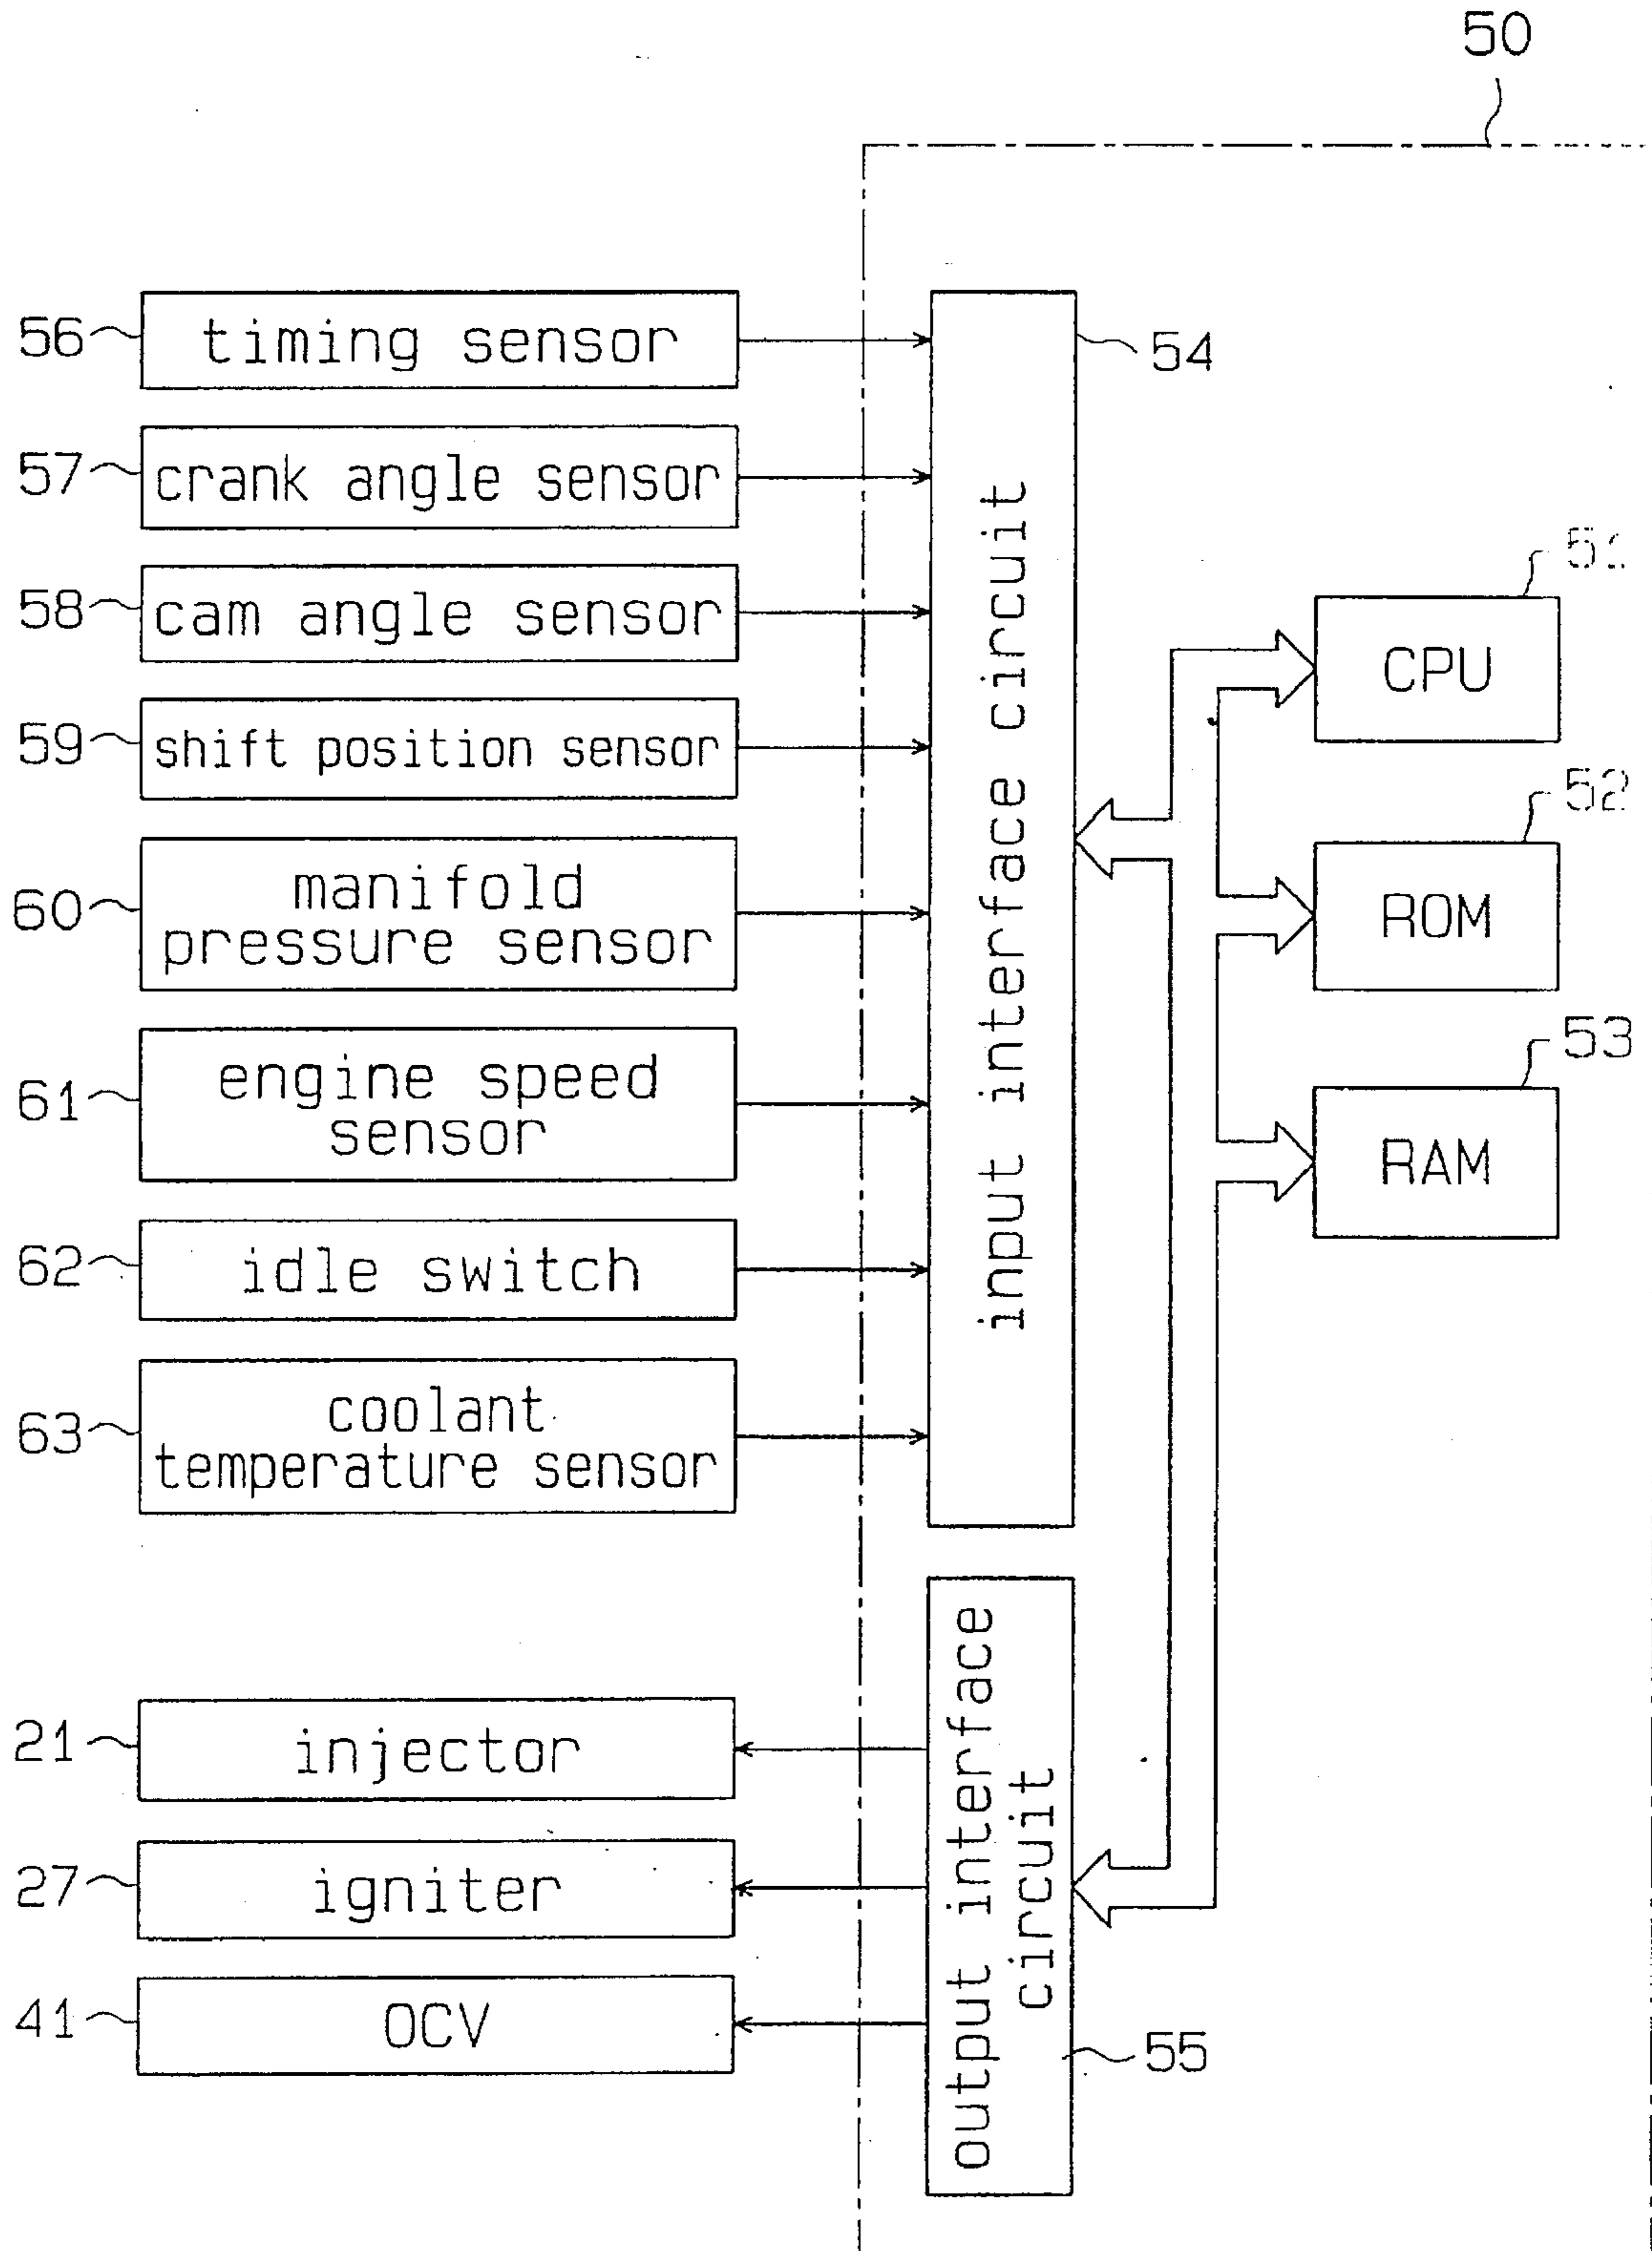 50
56
timing sensor
54
57
crank angle sensor
58
cam angle sensor
59
shift position sensor
60
manifold
pressure sensor
61
engine speed
sensor
62
idle switch
63
coolant
temperature sensor
input interface circuit
CPU
52
ROM
53
RAM
21
injector
27
igniter
41
OCV
output interface
circuit
55